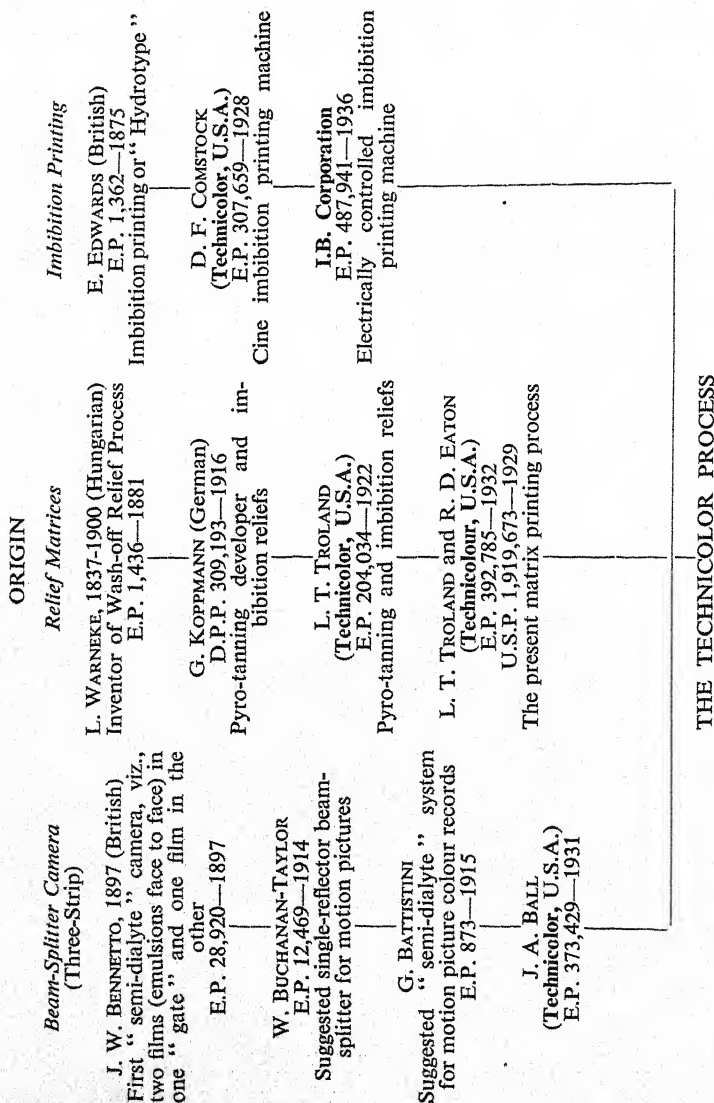 ORIGIN
Beam-Splitter Camera
(Three-Strip)
J. W. BENNETTO, 1897 (British)
First “ semi-dialyte ” camera, viz.,
two films (emulsions face to face) in
one “ gate ” and one film in the
other
E.P. 28,920—1897
W. BUCHANAN-TAYLOR
E.P. 12,469—1914
Suggested single-reflector beam-
splitter for motion pictures
G. BATTISTINI
Suggested “ semi-dialyte ” system
for motion picture colour records
E.P. 873—1915
J. A. BALL
(Technicolor, U.S.A.)
E.P. 373,429—1931
Relief Matrices
L. WARNEKE, 1837-1900 (Hungarian)
Inventor of Wash-off Relief Process
E.P. 1,436—1881
G. KOPPMANN (German)
D.P.P. 309,193—1916
Pyro-tanning developer and im-
bibition reliefs
L. T. TROLAND
(Technicolor, U.S.A.)
E.P. 204,034—1922
Pyro-tanning and imbibition reliefs
L. T. TROLAND and R. D. EATON
(Technicolour, U.S.A.)
E.P. 392,785—1932
U.S.P. 1,919,673—1929
The present matrix printing process
Imbibition Printing
E. EDWARDS (British)
E.P. 1,362—1875
Imbibition printing or “ Hydrotype ”
D. F. COMSTOCK
(Technicolor, U.S.A.)
E.P. 307,659—1928
Cine imbibition printing machine
I.B. Corporation
E.P. 487,941—1936
Electrically controlled imbibition
printing machine
THE TECHNICOLOR PROCESS